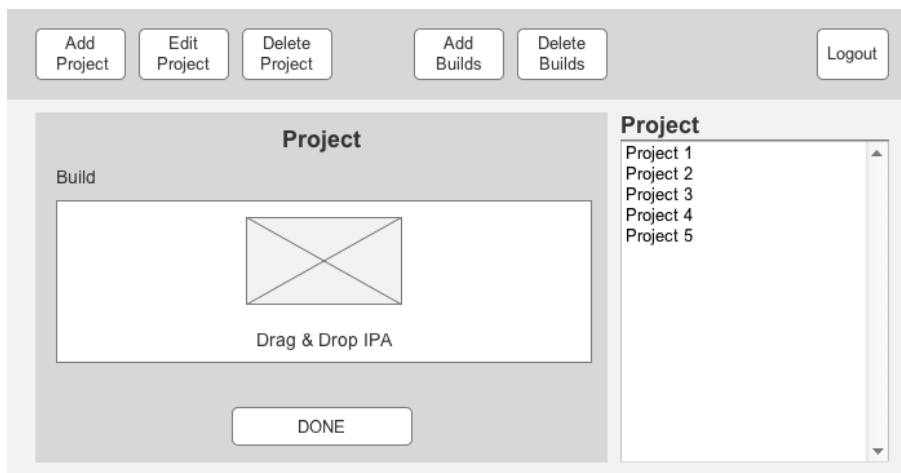 Add
Project
Edit
Project
Delete
Project
Add
Builds
Delete
Builds
Logout
Project
Build
Drag & Drop IPA
DONE
Project
Project 1
Project 2
Project 3
Project 4
Project 5